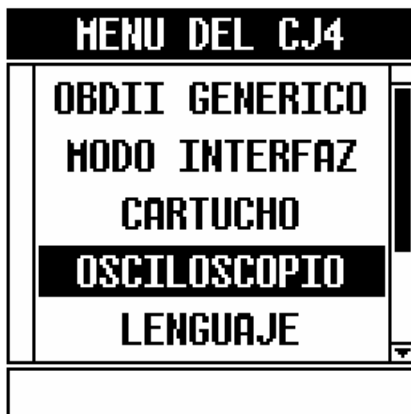 MENU DEL CJ4
OBDII GENERICO
MODO INTERFAZ
CARTUCHO
OSCILOSCOPIO
LENGUAJE